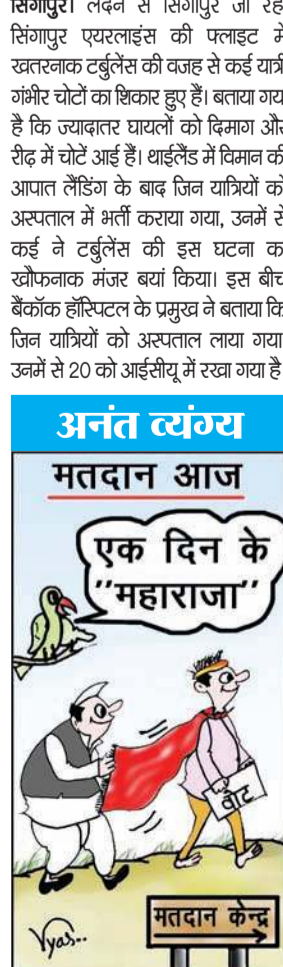 सिंगापुर। लंदन से सिंगापुर जा रही
सिंगापुर एयरलाइंस की फ्लाइट में
खतरनाक टर्बुलेंस की वजह से कई यात्री
गंभीर चोटों का शिकार हुए हैं। बताया गया
है कि ज्यादातर घायलों को दिमाग और
रीढ़ में चोटें आई हैं। थाईलैंड में विमान की
आपात लैंडिंग के बाद जिन यात्रियों को
अस्पताल में भर्ती कराया गया, उनमें से
कई ने टर्बुलेंस की इस घटना का
खौफनाक मंजर बयां किया। इस बीच
बैंकॉक हॉस्पिटल के प्रमुख ने बताया कि
जिन यात्रियों को अस्पताल लाया गया
उनमें से 20 को आईसीयू में रखा गया है
अनंत व्यंग्य
मतदान आज
एक दिन के
"महाराजा"
वोट
मतदान केन्द्र
Vyas..